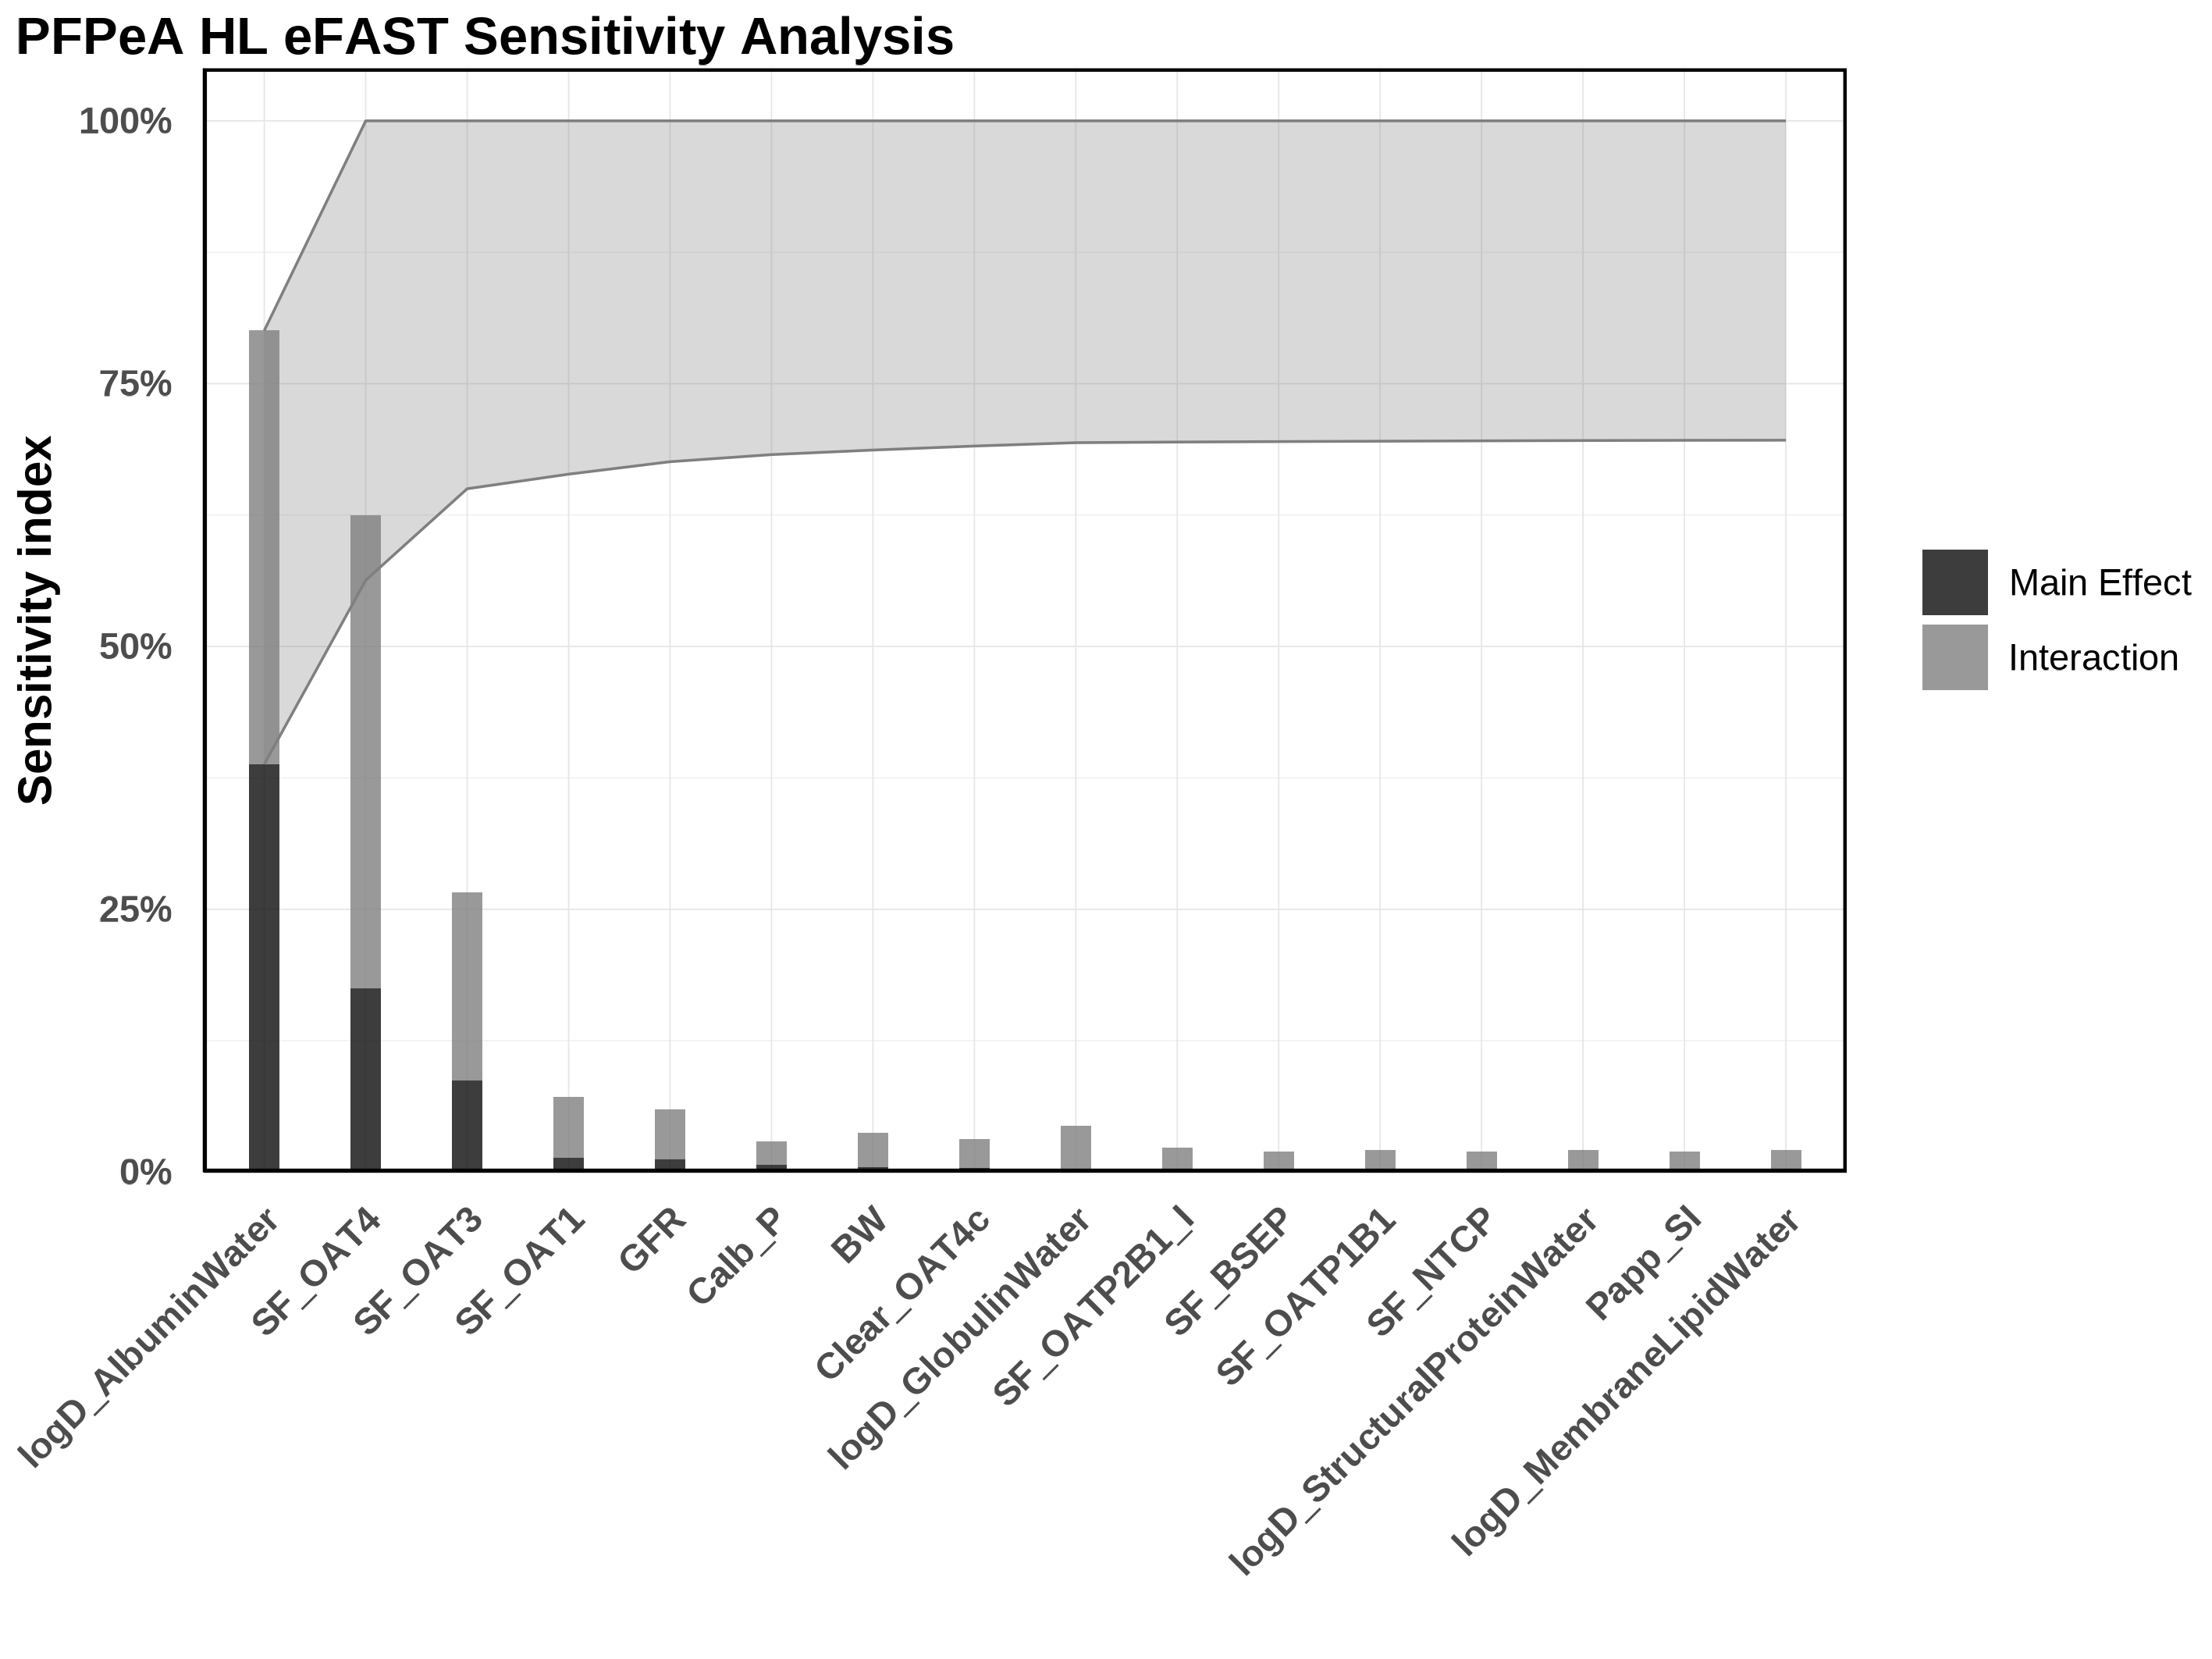 PFPeA HL eFAST Sensitivity Analysis
Sensitivity index
100%
75%
50%
25%
0%
logD_AlbuminWater
SF_OAT4
SF_OAT3
SF_OAT1
GFR
Calb_P
BW
Clear_OAT4c
logD_GlobulinWater
SF_OATP2B1_I
SF_BSEP
SF_OATP1B1
SF_NTCP
logD_StructuralProteinWater
Papp_SI
logD_MembraneLipidWater
Main Effect
Interaction